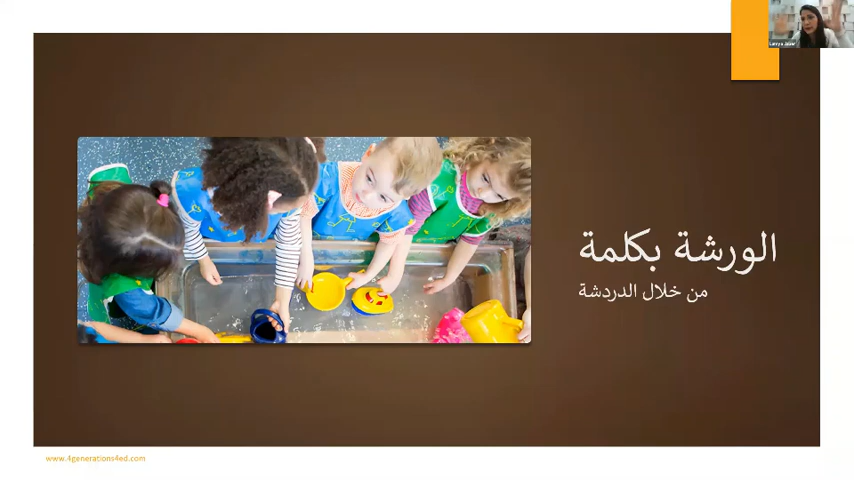 الورشة بكلمة
من خلال الدردشة
www.4generations4ed.com